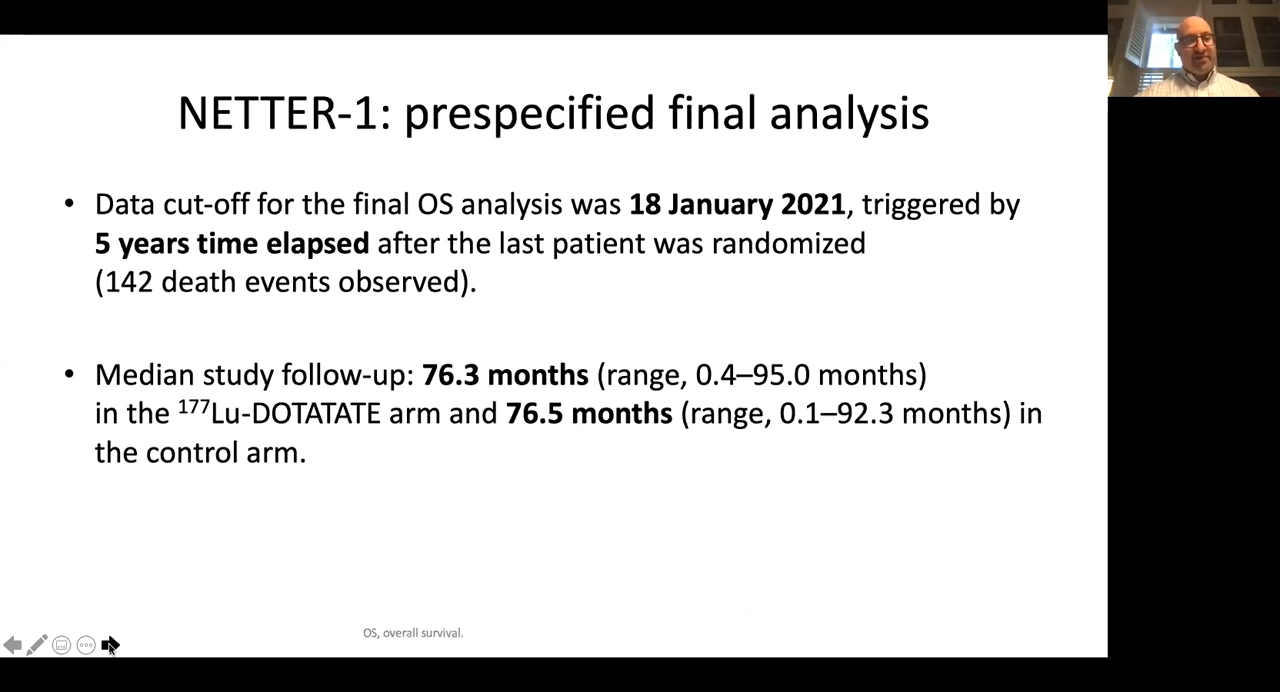 NETTER-1: prespecified final analysis
• Data cut-off for the final OS analysis was 18 January 2021, triggered by
5 years time elapsed after the last patient was randomized
(142 death events observed).
• Median study follow-up: 76.3 months (range, 0.4–95.0 months)
in the ¹⁷⁷Lu-DOTATATE arm and 76.5 months (range, 0.1–92.3 months) in
the control arm.
OS, overall survival.